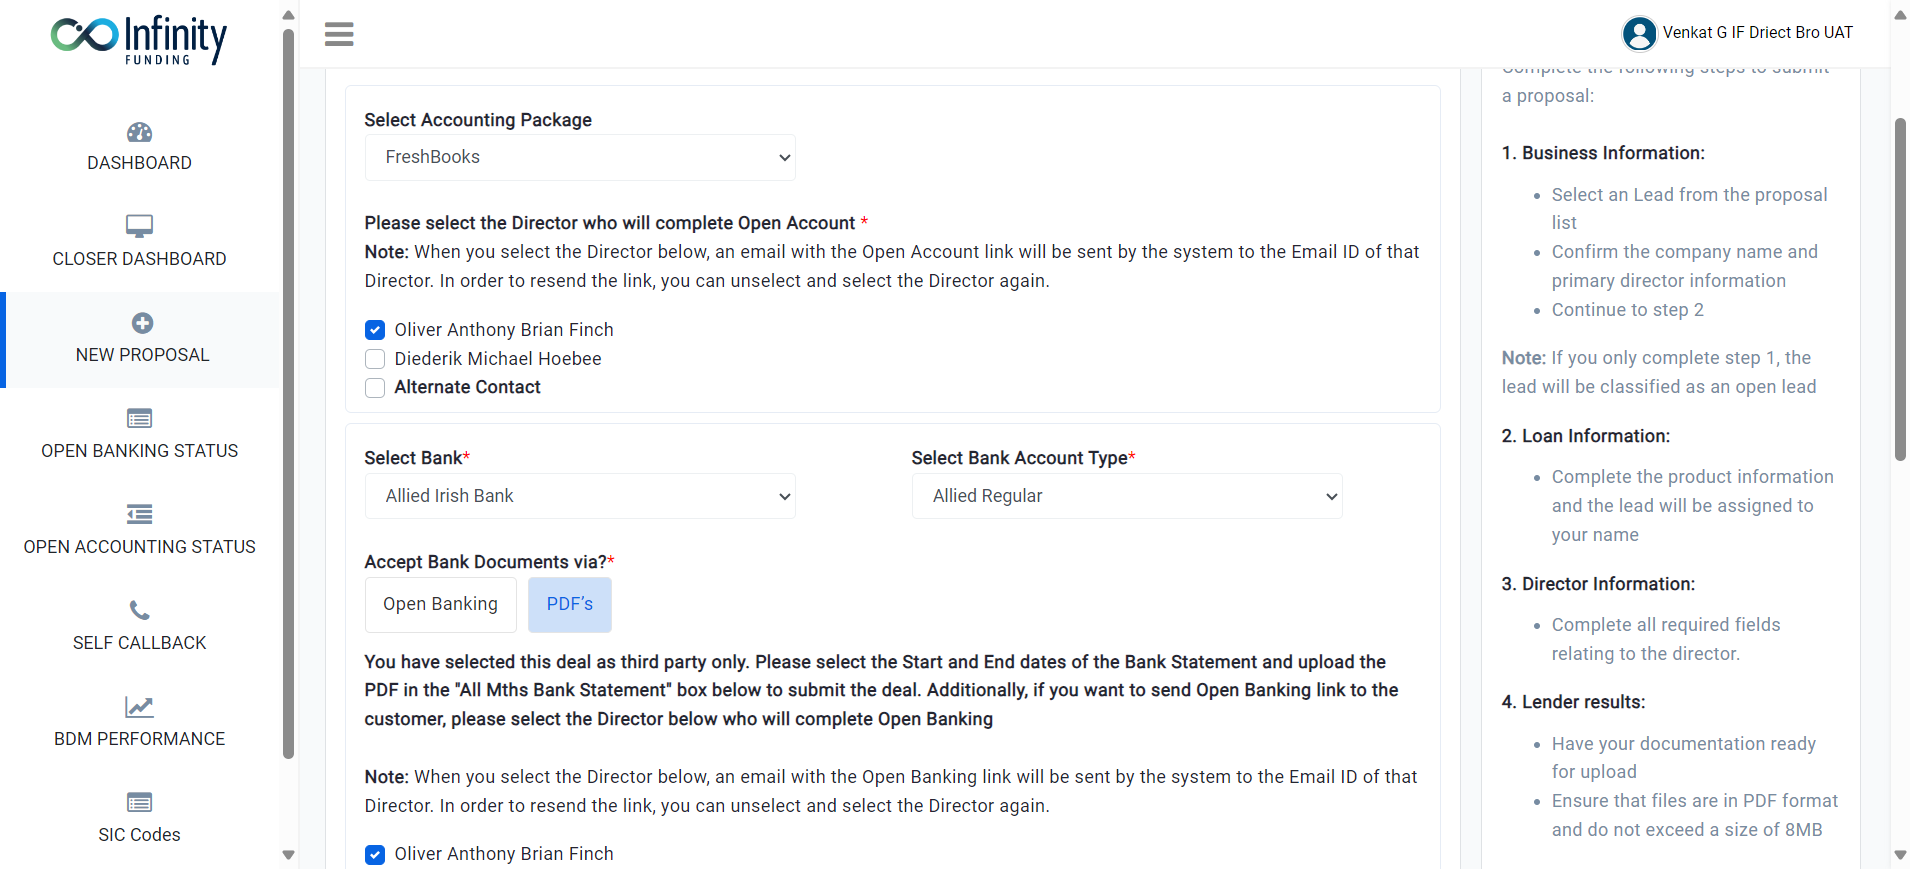 Infinity
FUNDING
DASHBOARD
CLOSER DASHBOARD
NEW PROPOSAL
OPEN BANKING STATUS
OPEN ACCOUNTING STATUS
SELF CALLBACK
BDM PERFORMANCE
SIC Codes
Venkat G IF Driect Bro UAT
Select Accounting Package
FreshBooks
Please select the Director who will complete Open Account *
Note: When you select the Director below, an email with the Open Account link will be sent by the system to the Email ID of that
Director. In order to resend the link, you can unselect and select the Director again.
Oliver Anthony Brian Finch
Diederik Michael Hoebee
Alternate Contact
Select Bank*
Allied Irish Bank
Select Bank Account Type*
Allied Regular
Accept Bank Documents via?*
Open Banking
PDF’s
You have selected this deal as third party only. Please select the Start and End dates of the Bank Statement and upload the
PDF in the "All Mths Bank Statement" box below to submit the deal. Additionally, if you want to send Open Banking link to the
customer, please select the Director below who will complete Open Banking
Note: When you select the Director below, an email with the Open Banking link will be sent by the system to the Email ID of that
Director. In order to resend the link, you can unselect and select the Director again.
Oliver Anthony Brian Finch
Complete the following steps to submit
a proposal:
1. Business Information:
Select an Lead from the proposal
list
Confirm the company name and
primary director information
Continue to step 2
Note: If you only complete step 1, the
lead will be classified as an open lead
2. Loan Information:
Complete the product information
and the lead will be assigned to
your name
3. Director Information:
Complete all required fields
relating to the director.
4. Lender results:
Have your documentation ready
for upload
Ensure that files are in PDF format
and do not exceed a size of 8MB